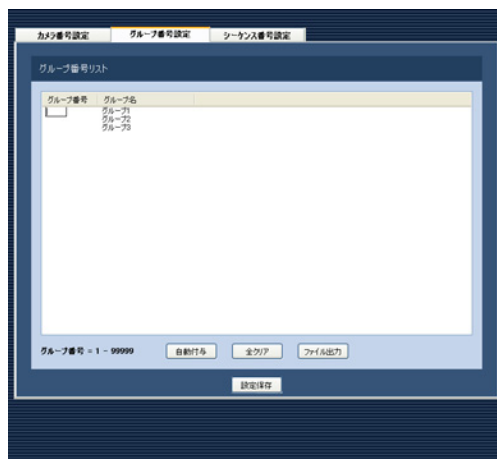 カメラ番号設定 グループ番号設定 シーケンス番号設定
グループ番号リスト
グループ番号 グループ名
グループ1
グループ2
グループ3
グループ番号 = 1 - 99999 自動付与 全クリア ファイル出力
設定保存